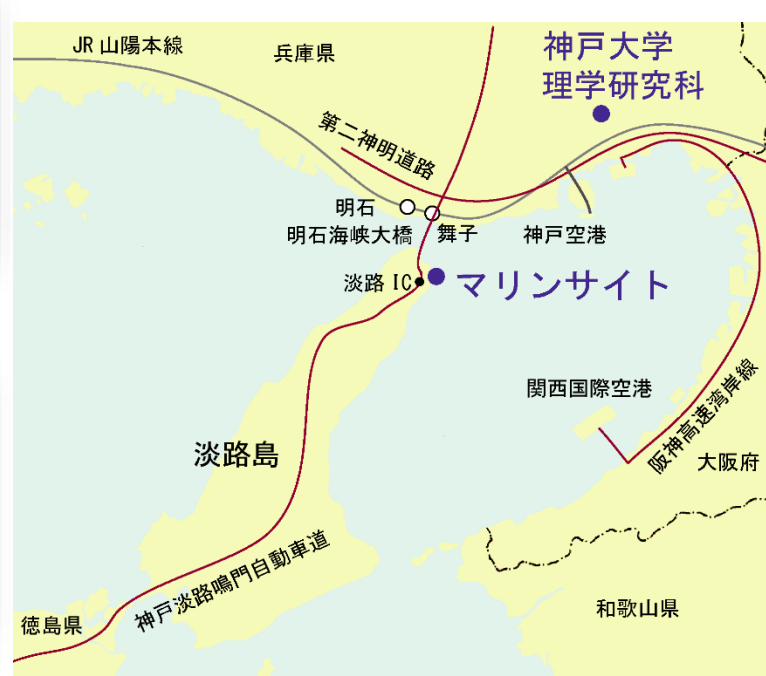 JR 山陽本線
兵庫県
神戸大学
理学研究科
第二神明道路
明石
明石海峡大橋
舞子
神戸空港
淡路 IC
マリンサイト
関西国際空港
阪神高速湾岸線
淡路島
大阪府
神戸淡路鳴門自動車道
徳島県
和歌山県